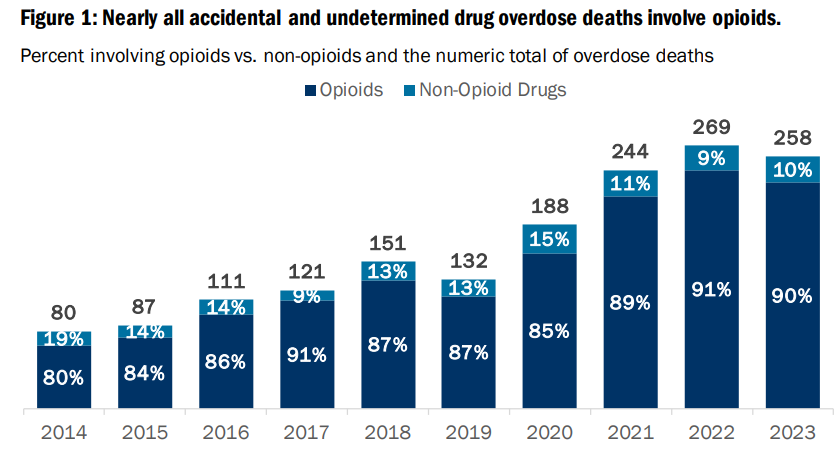 Figure 1: Nearly all accidental and undetermined drug overdose deaths involve opioids.
Percent involving opioids vs. non-opioids and the numeric total of overdose deaths
Opioids Non-Opioid Drugs
80 87 111 121 151 132 188 244 269 258
19% 14% 14% 9% 13% 13% 15% 11% 9% 10%
80% 84% 86% 91% 87% 87% 85% 89% 91% 90%
2014 2015 2016 2017 2018 2019 2020 2021 2022 2023